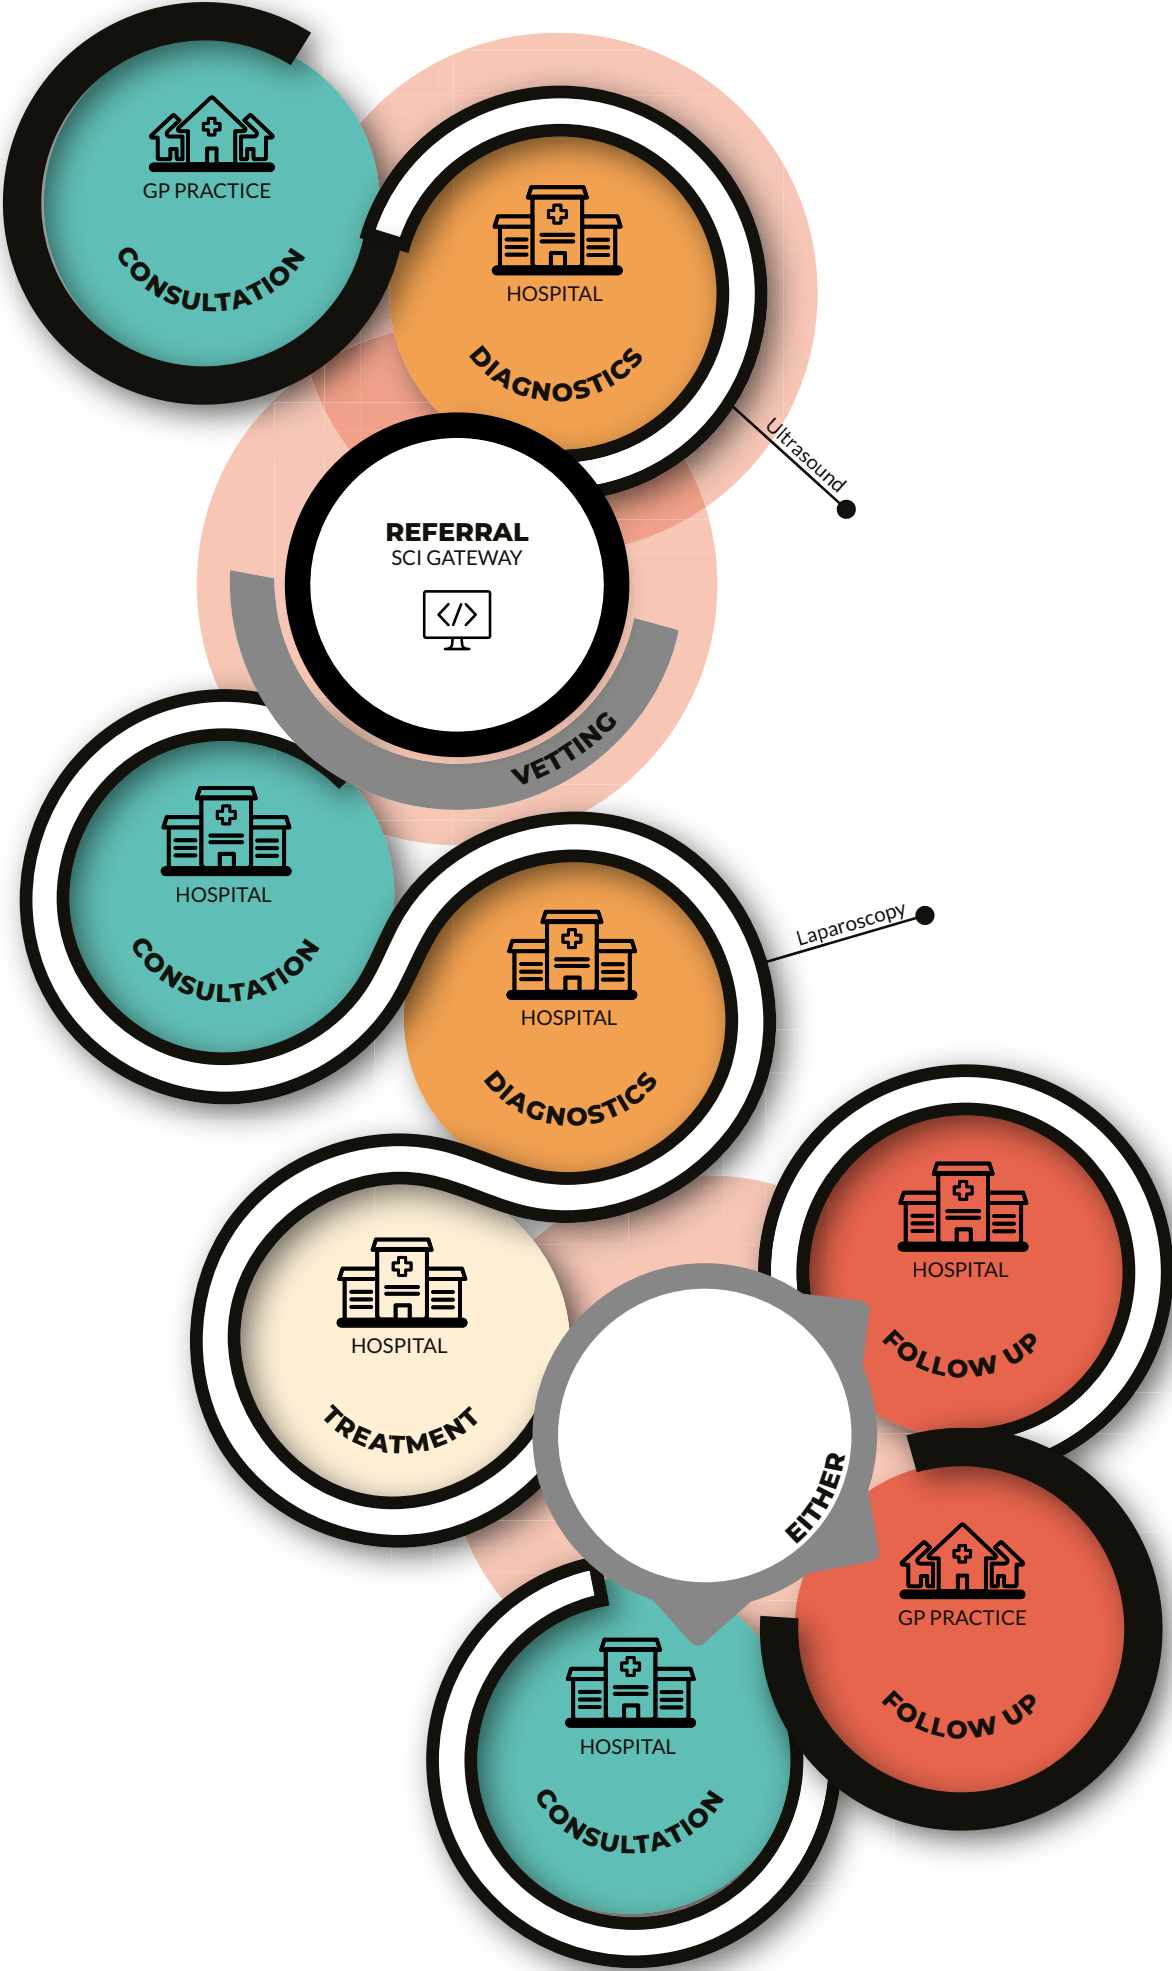 GP PRACTICE
CONSULTATION
HOSPITAL
DIAGNOSTICS
Ultrasound
REFERRAL
SCI GATEWAY
</>
VETTING
HOSPITAL
CONSULTATION
Laparoscopy
HOSPITAL
DIAGNOSTICS
HOSPITAL
TREATMENT
HOSPITAL
FOLLOW UP
EITHER
GP PRACTICE
FOLLOW UP
HOSPITAL
CONSULTATION